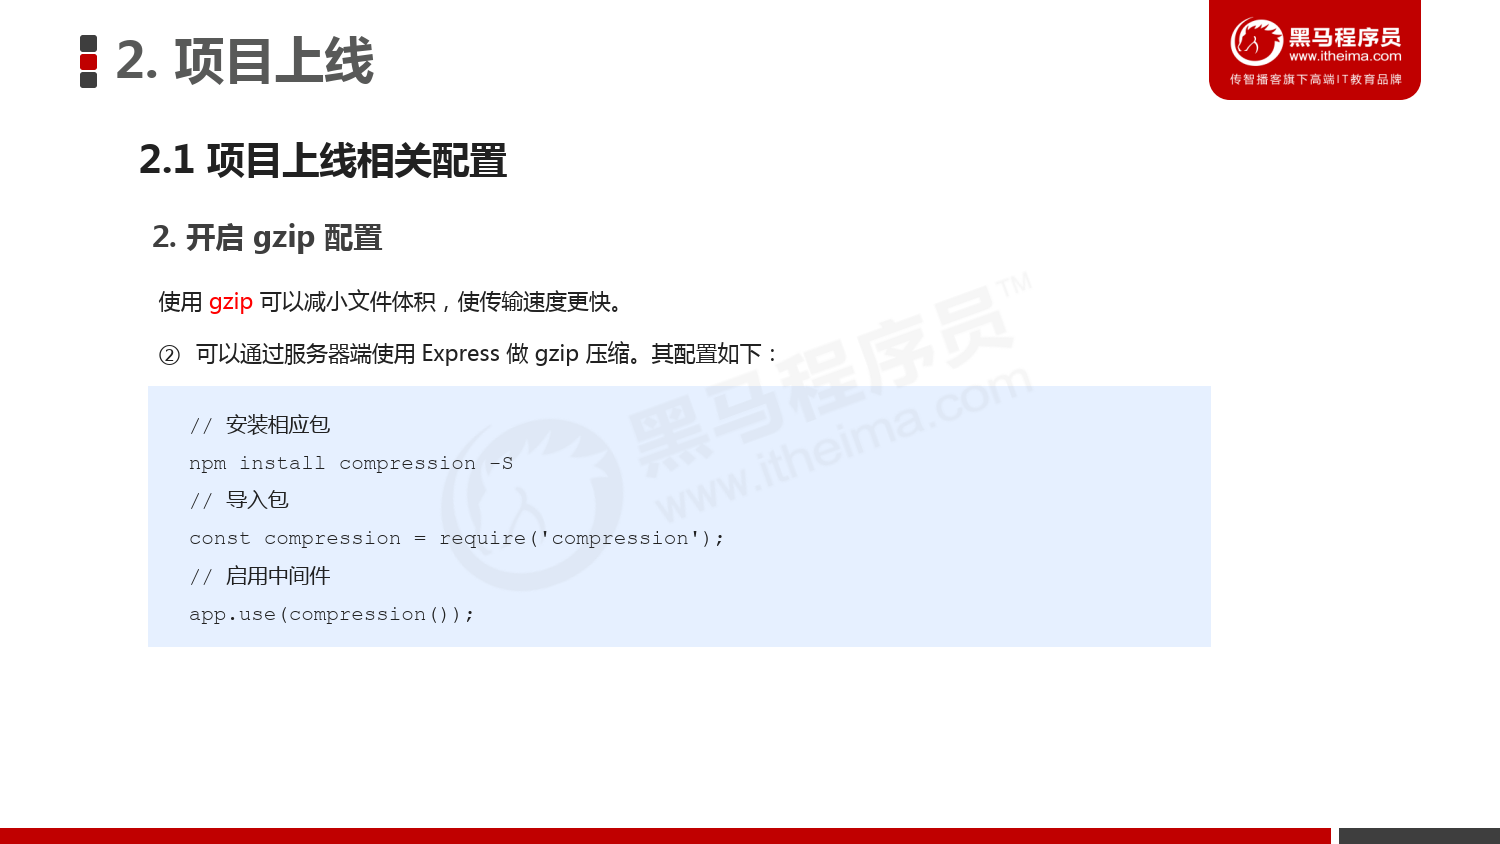 2. 项目上线
黑马程序员
www.itheima.com
传智播客旗下高端IT教育品牌
2.1 项目上线相关配置
2. 开启 gzip 配置
使用 gzip 可以减小文件体积，使传输速度更快。
② 可以通过服务器端使用 Express 做 gzip 压缩。其配置如下：
// 安装相应包
npm install compression -S
// 导入包
const compression = require('compression');
// 启用中间件
app.use(compression());
黑马程序员™
www.itheima.com